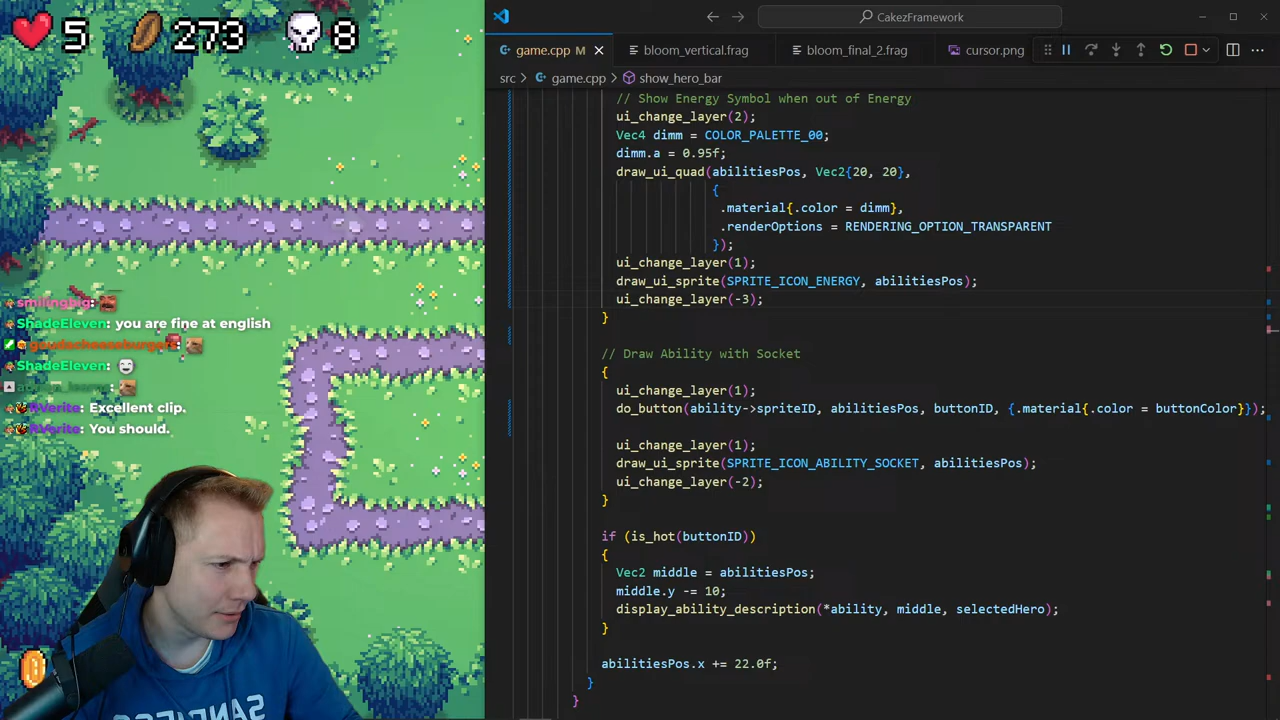 5 273 8
smilingbig:
ShadeEleven: you are fine at english
ShadeEleven:
RVerite: Excellent clip.
RVerite: You should.
CakezFramework
game.cpp M
bloom_vertical.frag
bloom_final_2.frag
cursor.png
src > game.cpp > show_hero_bar
// Show Energy Symbol when out of Energy
ui_change_layer(2);
Vec4 dimm = COLOR_PALETTE_00;
dimm.a = 0.95f;
draw_ui_quad(abilitiesPos, Vec2{20, 20},
{
.material{.color = dimm},
.renderOptions = RENDERING_OPTION_TRANSPARENT
});
ui_change_layer(1);
draw_ui_sprite(SPRITE_ICON_ENERGY, abilitiesPos);
ui_change_layer(-3);
}
// Draw Ability with Socket
{
ui_change_layer(1);
do_button(ability->spriteID, abilitiesPos, buttonID, {.material{.color = buttonColor}});
ui_change_layer(1);
draw_ui_sprite(SPRITE_ICON_ABILITY_SOCKET, abilitiesPos);
ui_change_layer(-2);
}
if (is_hot(buttonID))
{
Vec2 middle = abilitiesPos;
middle.y -= 10;
display_ability_description(*ability, middle, selectedHero);
}
abilitiesPos.x += 22.0f;
}
}